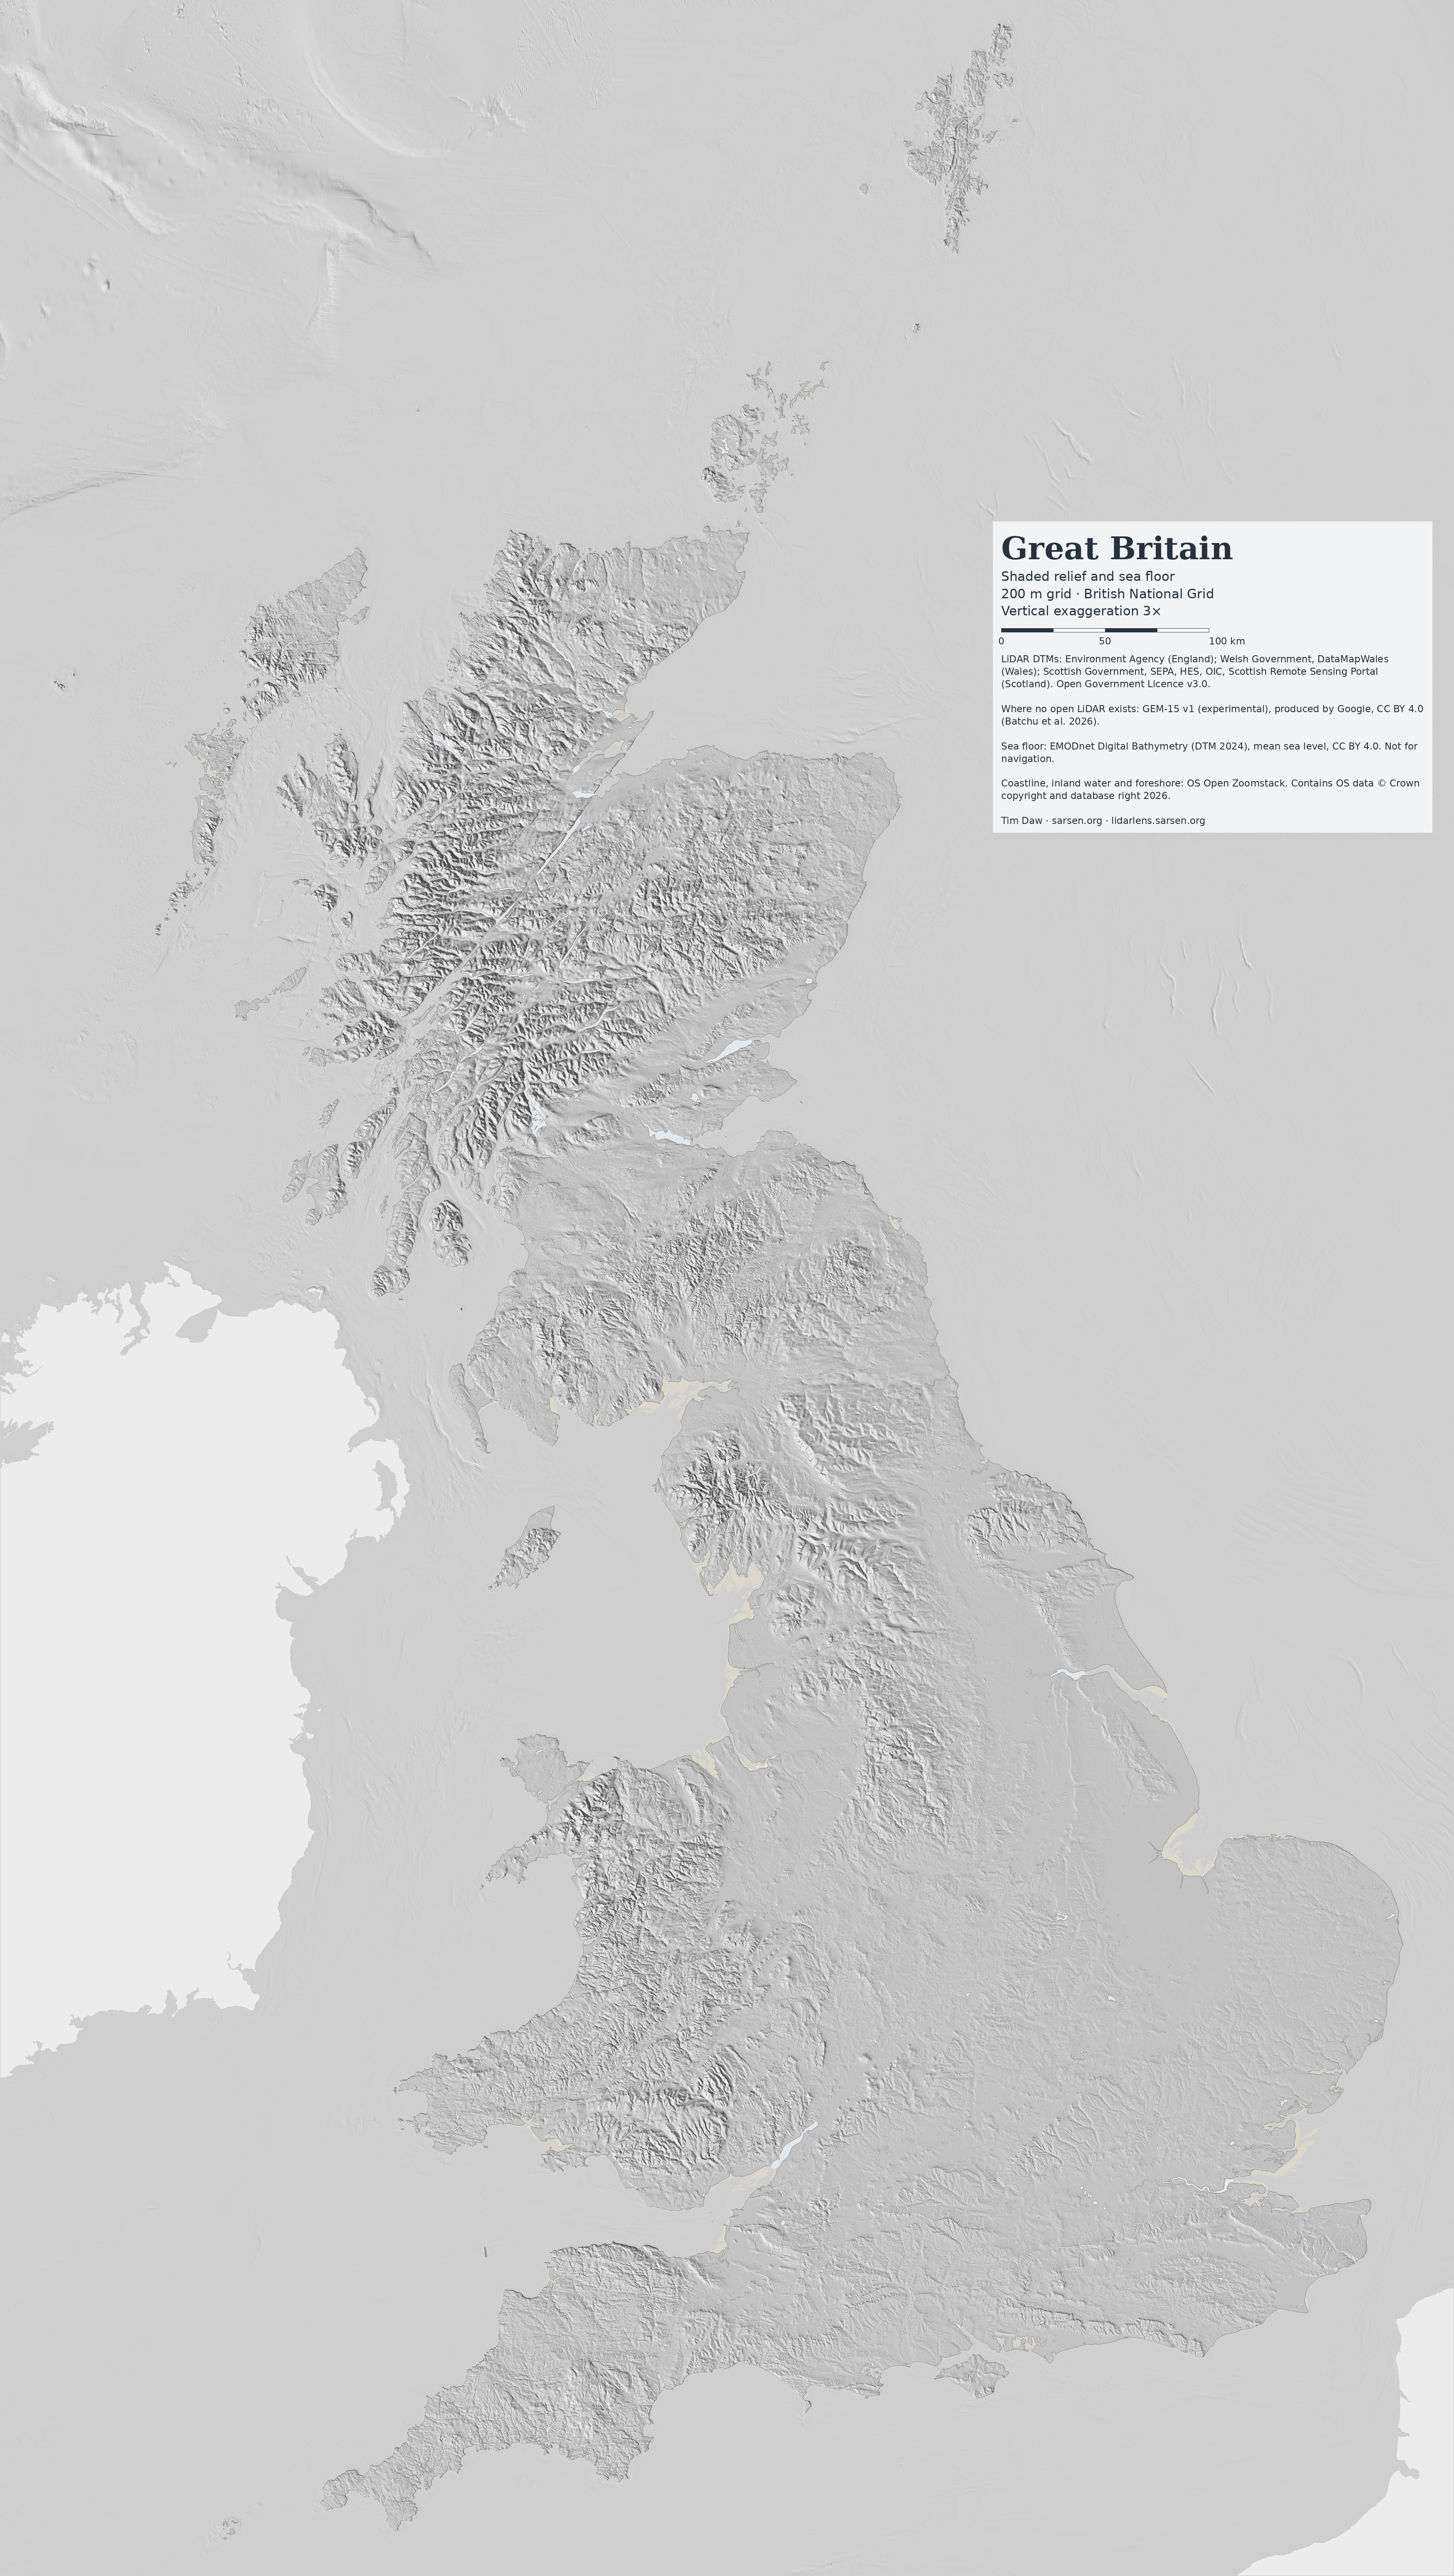 Great Britain
Shaded relief and sea floor
200 m grid · British National Grid
Vertical exaggeration 3×
0 50 100 km
LiDAR DTMs: Environment Agency (England); Welsh Government, DataMapWales
(Wales); Scottish Government, SEPA, HES, OIC, Scottish Remote Sensing Portal
(Scotland). Open Government Licence v3.0.
Where no open LiDAR exists: GEM-15 v1 (experimental), produced by Google, CC BY 4.0
(Batchu et al. 2026).
Sea floor: EMODnet Digital Bathymetry (DTM 2024), mean sea level, CC BY 4.0. Not for
navigation.
Coastline, inland water and foreshore: OS Open Zoomstack. Contains OS data © Crown
copyright and database right 2026.
Tim Daw · sarsen.org · lidarlens.sarsen.org